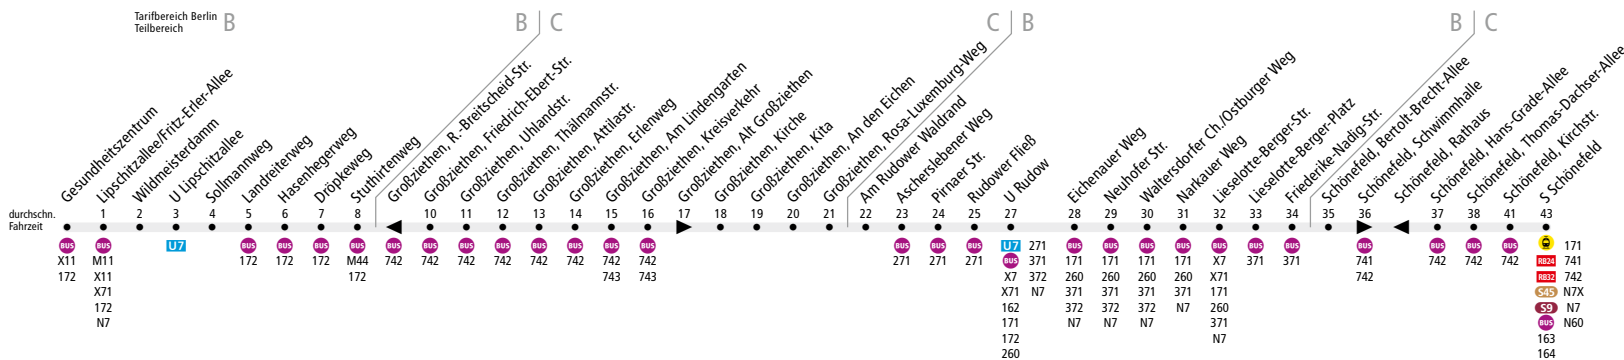 Tarifbereich Berlin
Teilbereich
B
B
C
C
B
B
C
Gesundheitszentrum
Lipschitzallee/Fritz-Erler-Allee
Wildmeisterdamm
U Lipschitzallee
Sollmannweg
Landreiterweg
Hasenhegerweg
Dröpkeweg
Stuthirtenweg
Großziethen, R.-Breitscheid-Str.
Großziethen, Friedrich-Ebert-Str.
Großziethen, Uhlandstr.
Großziethen, Thälmannstr.
Großziethen, Attilastr.
Großziethen, Erlenweg
Großziethen, Am Lindengarten
Großziethen, Kreisverkehr
Großziethen, Alt Großziethen
Großziethen, Kirche
Großziethen, Kita
Großziethen, An den Eichen
Großziethen, Rosa-Luxemburg-Weg
Am Rudower Waldrand
Ascherslebener Weg
Pirnaer Str.
Rudower Fließ
U Rudow
Eichenauer Weg
Neuhofer Str.
Waltersdorfer Ch./Ostburger Weg
Narkauer Weg
Lieselotte-Berger-Str.
Lieselotte-Berger-Platz
Friederike-Nadig-Str.
Schönefeld, Bertolt-Brecht-Allee
Schönefeld, Schwimmhalle
Schönefeld, Rathaus
Schönefeld, Hans-Grade-Allee
Schönefeld, Thomas-Dachser-Allee
Schönefeld, Kirchstr.
S Schönefeld
durchschn.
Fahrzeit
1 2 3 4 5 6 7 8 10 11 12 13 14 15 16 17 18 19 20 21 22 23 24 25 27 28 29 30 31 32 33 34 35 36 37 38 41 43
BUS
X11
172
BUS
M11
X11
X71
172
N7
U7
BUS
172
BUS
172
BUS
172
BUS
M44
172
BUS
742
BUS
742
BUS
742
BUS
742
BUS
742
BUS
742
BUS
742
743
BUS
742
743
BUS
271
BUS
271
BUS
271
U7
BUS
X7
X71
162
171
172
260
271
371
372
N7
BUS
171
260
371
372
N7
BUS
171
260
371
372
N7
BUS
171
260
371
372
N7
BUS
171
260
371
N7
BUS
X7
X71
171
260
371
N7
BUS
371
BUS
371
BUS
741
742
BUS
742
BUS
742
BUS
742
RB24
RB32
S45
S9
BUS
163
164
171
741
742
N7X
N7
N60